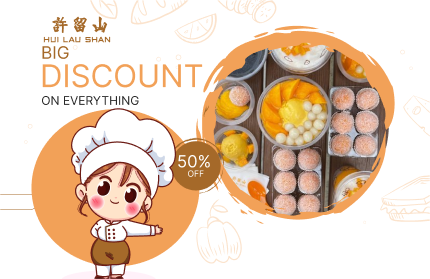 許留山
HUI LAU SHAN
BIG
DISCOUNT
ON EVERYTHING
50%
OFF